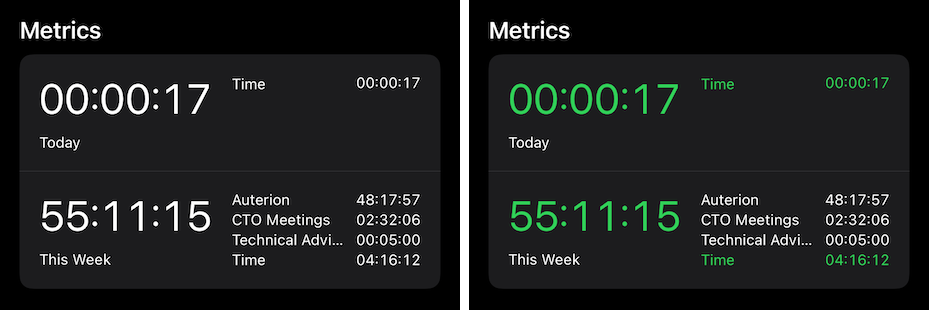 Metrics
00:00:17
Time 00:00:17
Today
55:11:15
Auterion 48:17:57
CTO Meetings 02:32:06
Technical Advi... 00:05:00
Time 04:16:12
This Week
Metrics
00:00:17
Time 00:00:17
Today
55:11:15
Auterion 48:17:57
CTO Meetings 02:32:06
Technical Advi... 00:05:00
Time 04:16:12
This Week